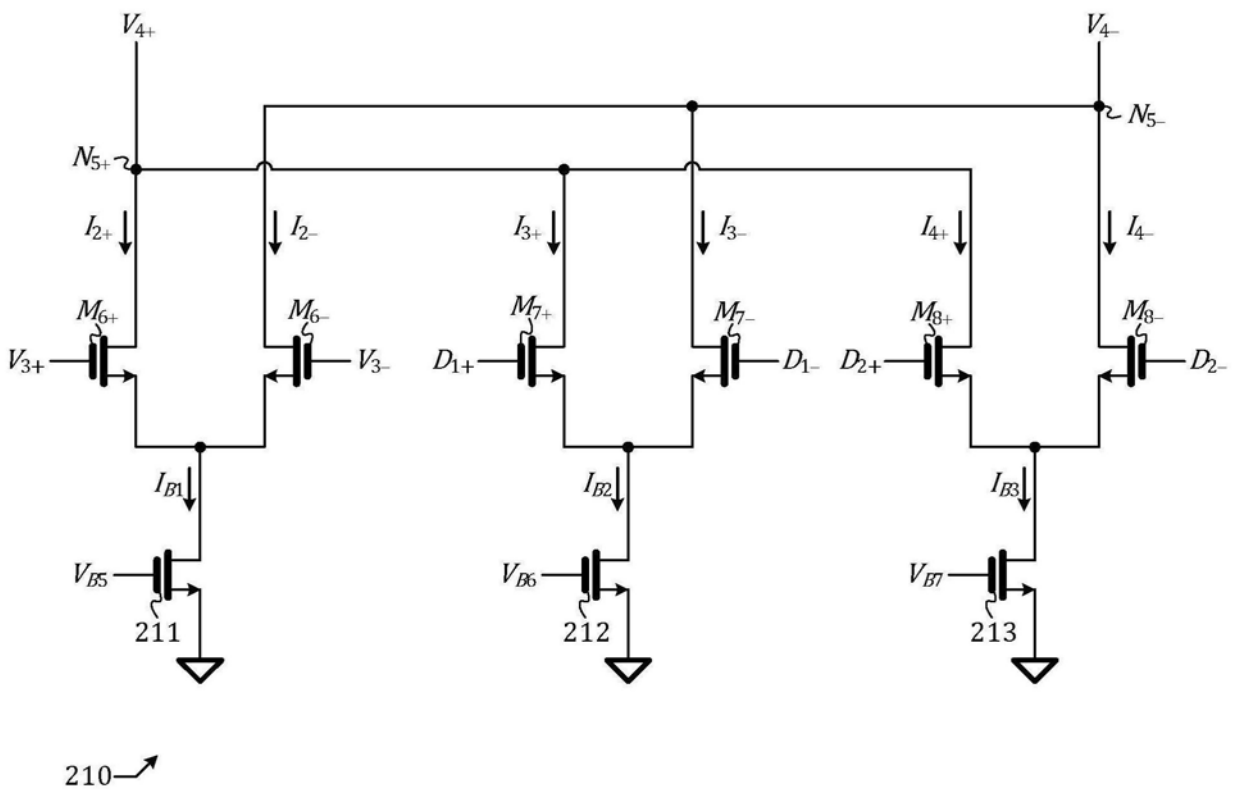 V4+ V4–
N5–
N5+
I2+ I2– I3+ I3– I4+ I4–
M6+ M6– M7+ M7– M8+ M8–
V3+ V3– D1+ D1– D2+ D2–
IB1 IB2 IB3
VB5 VB6 VB7
211 212 213
210